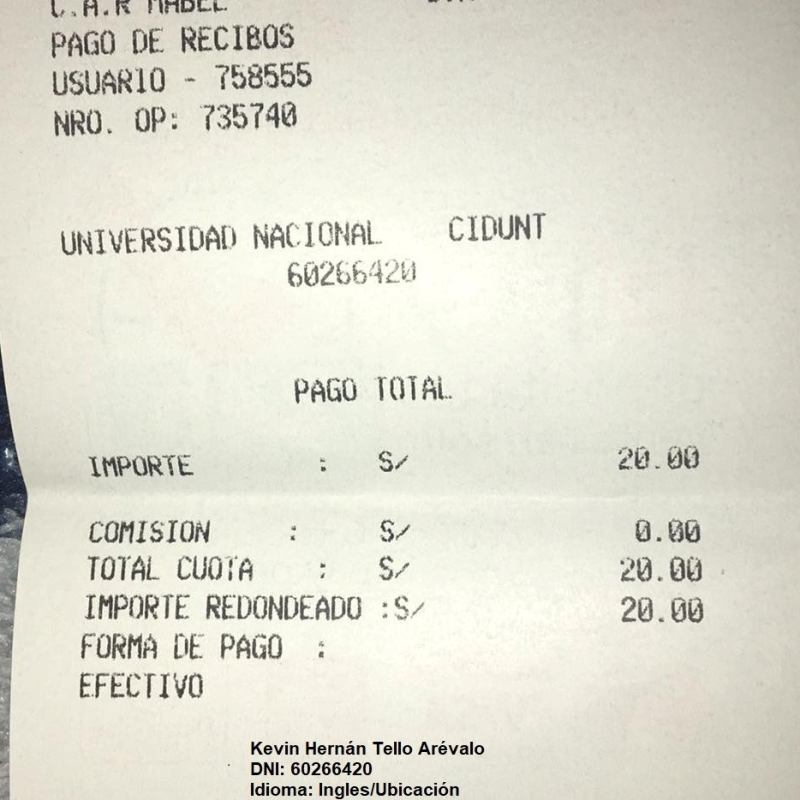 C.A.R MABEL
PAGO DE RECIBOS
USUARIO - 758555
NRO. OP: 735740
UNIVERSIDAD NACIONAL CIDUNT
60266420
PAGO TOTAL
IMPORTE : S/ 20.00
COMISION : S/ 0.00
TOTAL CUOTA : S/ 20.00
IMPORTE REDONDEADO :S/ 20.00
FORMA DE PAGO :
EFECTIVO
Kevin Hernán Tello Arévalo
DNI: 60266420
Idioma: Ingles/Ubicación